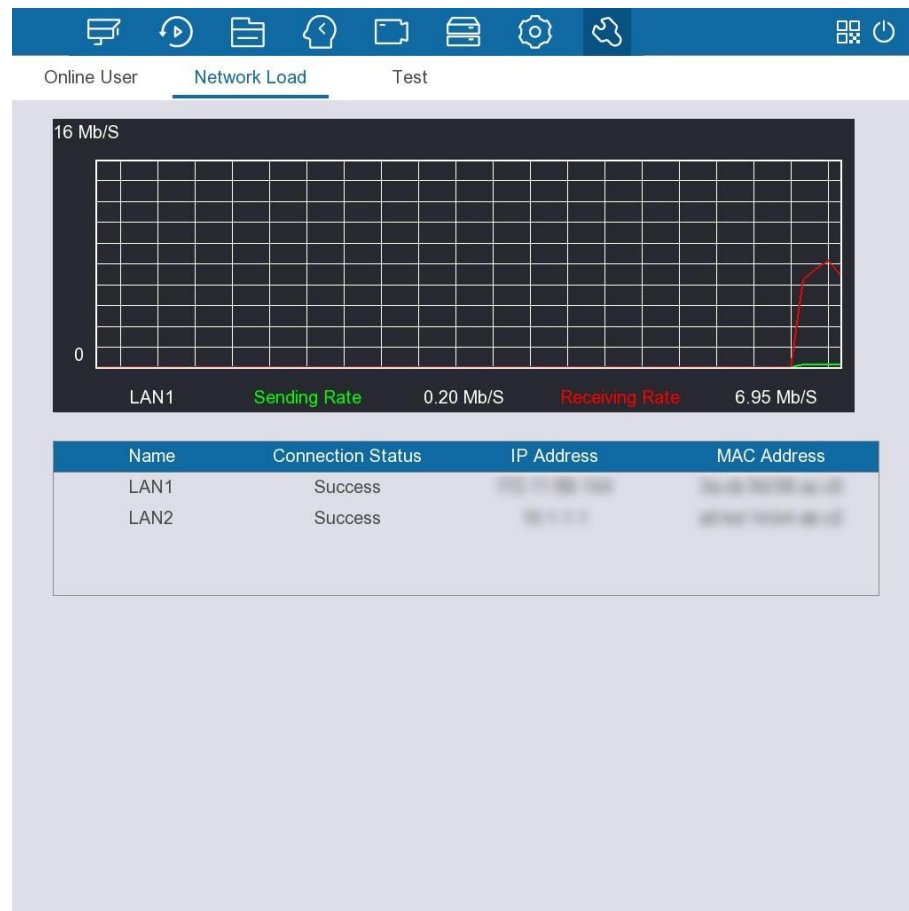 Online User Network Load Test
16 Mb/S
0
LAN1 Sending Rate 0.20 Mb/S Receiving Rate 6.95 Mb/S
Name Connection Status IP Address MAC Address
LAN1 Success
LAN2 Success